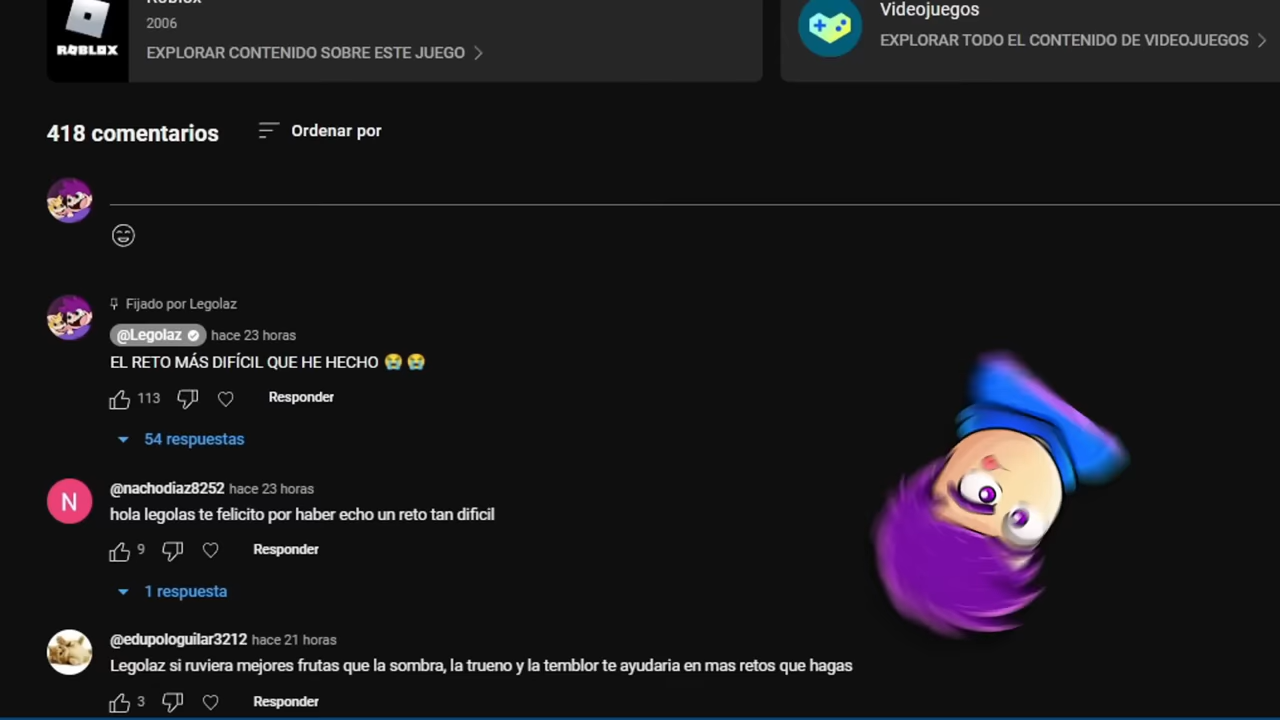 Roblox
2006
EXPLORAR CONTENIDO SOBRE ESTE JUEGO
ROBLOX
Videojuegos
EXPLORAR TODO EL CONTENIDO DE VIDEOJUEGOS
418 comentarios
Ordenar por
Fijado por Legolaz
@Legolaz hace 23 horas
EL RETO MÁS DIFÍCIL QUE HE HECHO 😭 😭
113
Responder
54 respuestas
N
@nachodiaz8252 hace 23 horas
hola legolas te felicito por haber echo un reto tan dificil
9
Responder
1 respuesta
@edupologuilar3212 hace 21 horas
Legolaz si ruviera mejores frutas que la sombra, la trueno y la temblor te ayudaria en mas retos que hagas
3
Responder